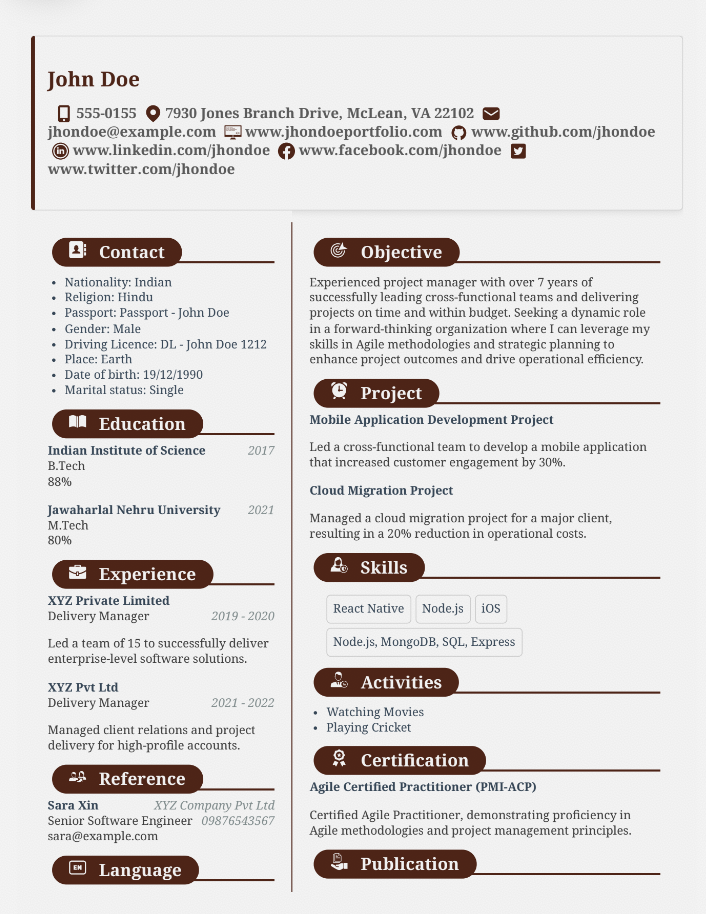 John Doe
555-0155 7930 Jones Branch Drive, McLean, VA 22102
jhondoe@example.com www.jhondoeportfolio.com www.github.com/jhondoe
www.linkedin.com/jhondoe www.facebook.com/jhondoe
www.twitter.com/jhondoe
Contact
• Nationality: Indian
• Religion: Hindu
• Passport: Passport - John Doe
• Gender: Male
• Driving Licence: DL - John Doe 1212
• Place: Earth
• Date of birth: 19/12/1990
• Marital status: Single
Education
Indian Institute of Science 2017
B.Tech
88%
Jawaharlal Nehru University 2021
M.Tech
80%
Experience
XYZ Private Limited
Delivery Manager 2019 - 2020
Led a team of 15 to successfully deliver
enterprise-level software solutions.
XYZ Pvt Ltd
Delivery Manager 2021 - 2022
Managed client relations and project
delivery for high-profile accounts.
Reference
Sara Xin XYZ Company Pvt Ltd
Senior Software Engineer 09876543567
sara@example.com
EN Language
Objective
Experienced project manager with over 7 years of
successfully leading cross-functional teams and delivering
projects on time and within budget. Seeking a dynamic role
in a forward-thinking organization where I can leverage my
skills in Agile methodologies and strategic planning to
enhance project outcomes and drive operational efficiency.
Project
Mobile Application Development Project
Led a cross-functional team to develop a mobile application
that increased customer engagement by 30%.
Cloud Migration Project
Managed a cloud migration project for a major client,
resulting in a 20% reduction in operational costs.
Skills
React Native Node.js iOS
Node.js, MongoDB, SQL, Express
Activities
• Watching Movies
• Playing Cricket
Certification
Agile Certified Practitioner (PMI-ACP)
Certified Agile Practitioner, demonstrating proficiency in
Agile methodologies and project management principles.
Publication